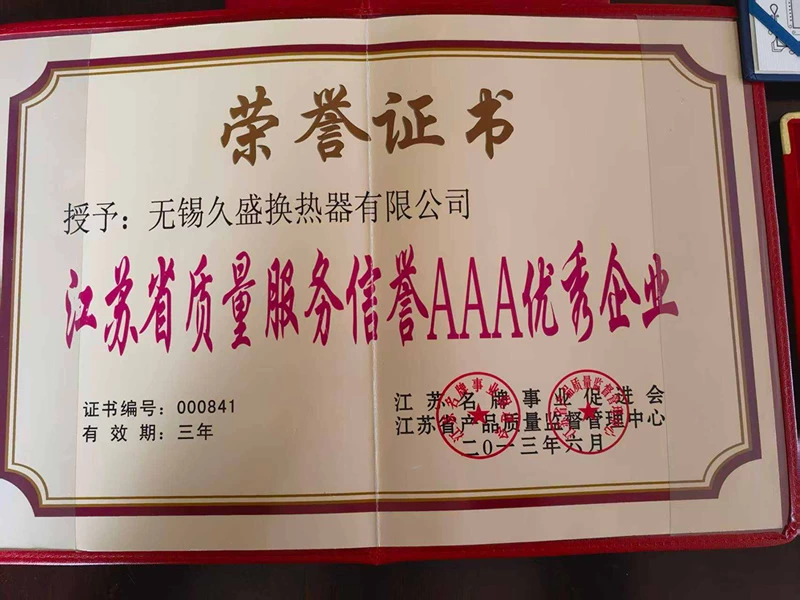 荣誉证书
授予：无锡久盛换热器有限公司
江苏省质量服务信誉AAA优秀企业
证书编号：000841
有效期：三年
江苏名牌事业促进会
江苏省产品质量监督管理中心
二0一三年六月